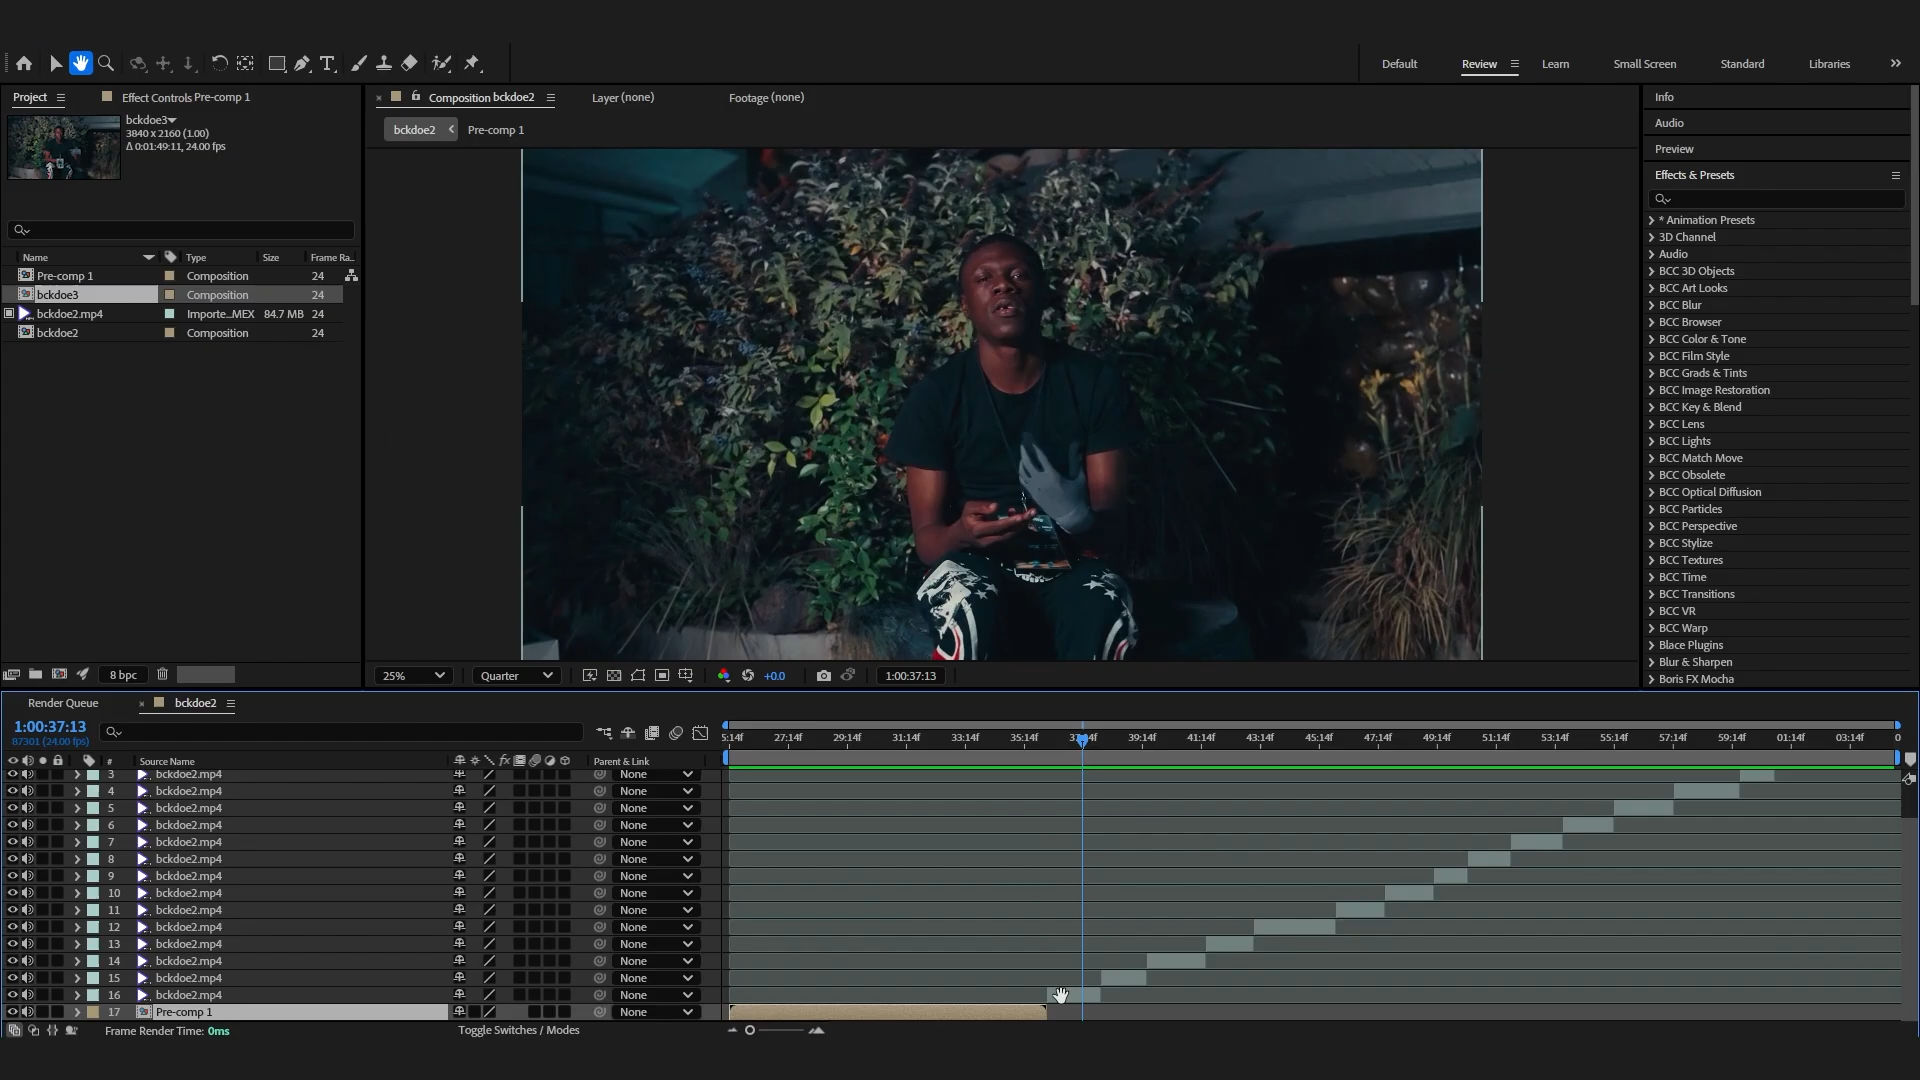 Default
Review
Learn
Small Screen
Standard
Libraries
Project
Effect Controls Pre-comp 1
bckdoe3
3840 x 2160 (1.00)
Δ 0:01:49:11, 24.00 fps
Name
Type
Size
Frame Ra..
Pre-comp 1
Composition
24
bckdoe3
Composition
24
bckdoe2.mp4
Importe...MEX
84.7 MB
24
bckdoe2
Composition
24
8 bpc
Composition bckdoe2
Layer (none)
Footage (none)
bckdoe2
Pre-comp 1
25%
Quarter
+0.0
1:00:37:13
Info
Audio
Preview
Effects & Presets
* Animation Presets
3D Channel
Audio
BCC 3D Objects
BCC Art Looks
BCC Blur
BCC Browser
BCC Color & Tone
BCC Film Style
BCC Grads & Tints
BCC Image Restoration
BCC Key & Blend
BCC Lens
BCC Lights
BCC Match Move
BCC Obsolete
BCC Optical Diffusion
BCC Particles
BCC Perspective
BCC Stylize
BCC Textures
BCC Time
BCC Transitions
BCC VR
BCC Warp
Blace Plugins
Blur & Sharpen
Boris FX Mocha
Render Queue
bckdoe2
1:00:37:13
87301 (24.00 fps)
# Source Name
fx
Parent & Link
5:14f 27:14f 29:14f 31:14f 33:14f 35:14f 39:14f 41:14f 43:14f 45:14f 47:14f 49:14f 51:14f 53:14f 55:14f 57:14f 59:14f 01:14f 03:14f 0
3 bckdoe2.mp4 None
4 bckdoe2.mp4 None
5 bckdoe2.mp4 None
6 bckdoe2.mp4 None
7 bckdoe2.mp4 None
8 bckdoe2.mp4 None
9 bckdoe2.mp4 None
10 bckdoe2.mp4 None
11 bckdoe2.mp4 None
12 bckdoe2.mp4 None
13 bckdoe2.mp4 None
14 bckdoe2.mp4 None
15 bckdoe2.mp4 None
16 bckdoe2.mp4 None
17 Pre-comp 1 None
Frame Render Time: 0ms
Toggle Switches / Modes